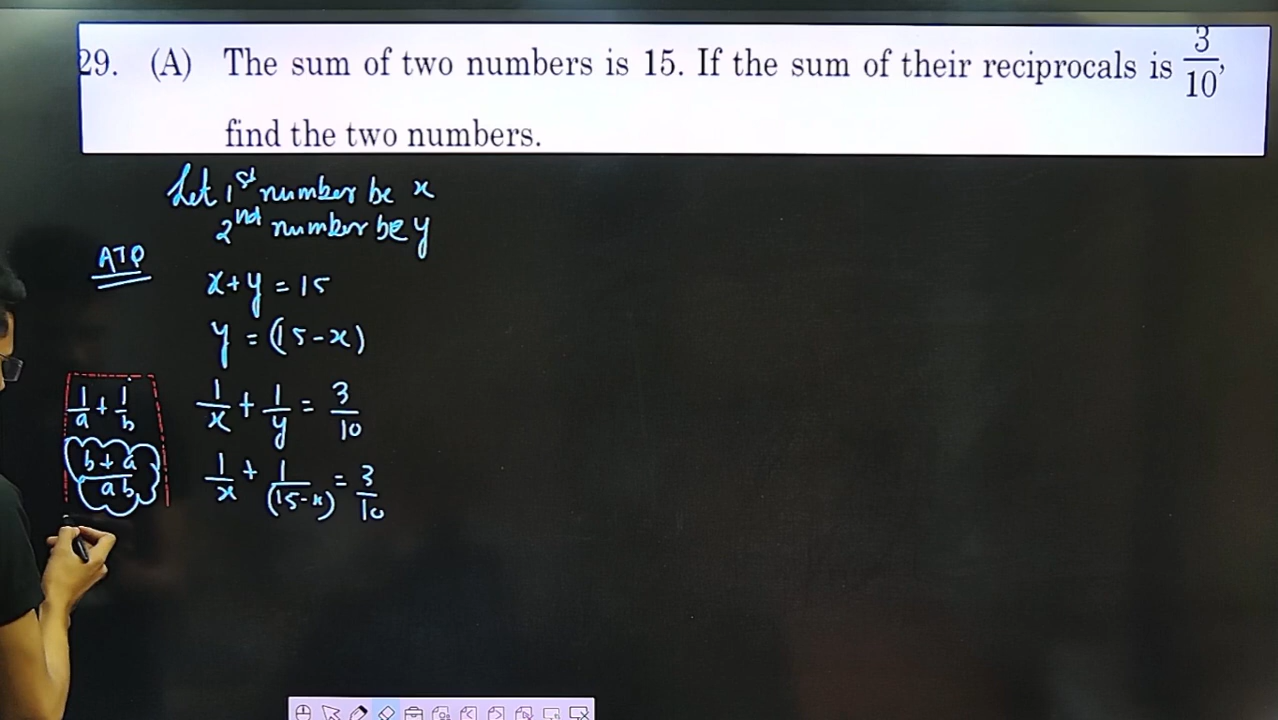 29. (A) The sum of two numbers is 15. If the sum of their reciprocals is 3/10,
find the two numbers.
Let 1st number be x
2nd number be y
ATP
x+y = 15
y = (15-x)
1/a + 1/b
1/x + 1/y = 3/10
b+a/ab
1/x + 1/(15-x) = 3/10